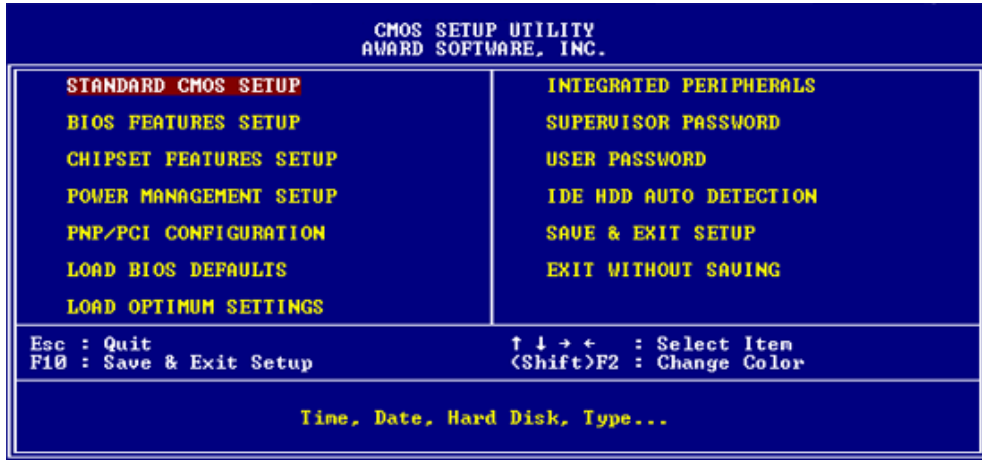 CMOS SETUP UTILITY
AWARD SOFTWARE, INC.
STANDARD CMOS SETUP
BIOS FEATURES SETUP
CHIPSET FEATURES SETUP
POWER MANAGEMENT SETUP
PNP/PCI CONFIGURATION
LOAD BIOS DEFAULTS
LOAD OPTIMUM SETTINGS
INTEGRATED PERIPHERALS
SUPERVISOR PASSWORD
USER PASSWORD
IDE HDD AUTO DETECTION
SAVE & EXIT SETUP
EXIT WITHOUT SAVING
Esc : Quit
F10 : Save & Exit Setup
↑ ↓ → ← : Select Item
(Shift)F2 : Change Color
Time, Date, Hard Disk, Type...